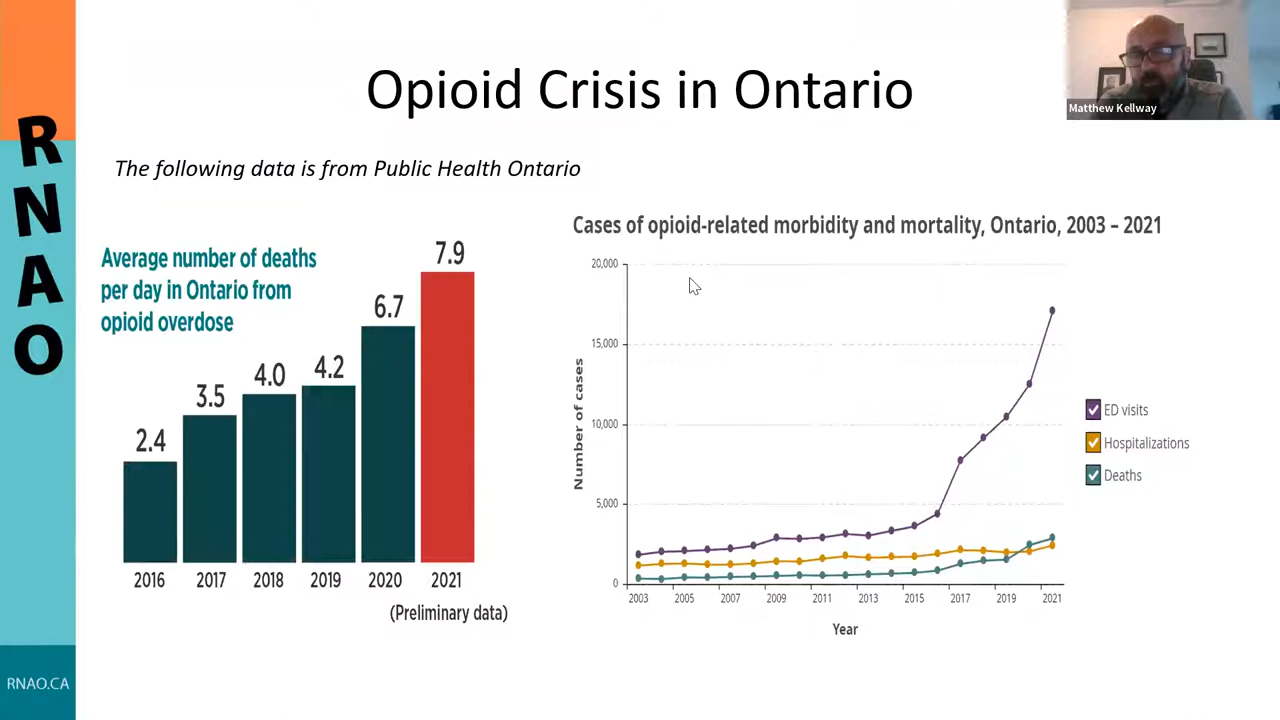 Opioid Crisis in Ontario
Matthew Kellway
RNAO
The following data is from Public Health Ontario
Average number of deaths
per day in Ontario from
opioid overdose
2.4
3.5
4.0
4.2
6.7
7.9
2016
2017
2018
2019
2020
2021
(Preliminary data)
Cases of opioid-related morbidity and mortality, Ontario, 2003 – 2021
Number of cases
20,000
15,000
10,000
5,000
0
2003
2005
2007
2009
2011
2013
2015
2017
2019
2021
Year
ED visits
Hospitalizations
Deaths
RNAO.CA